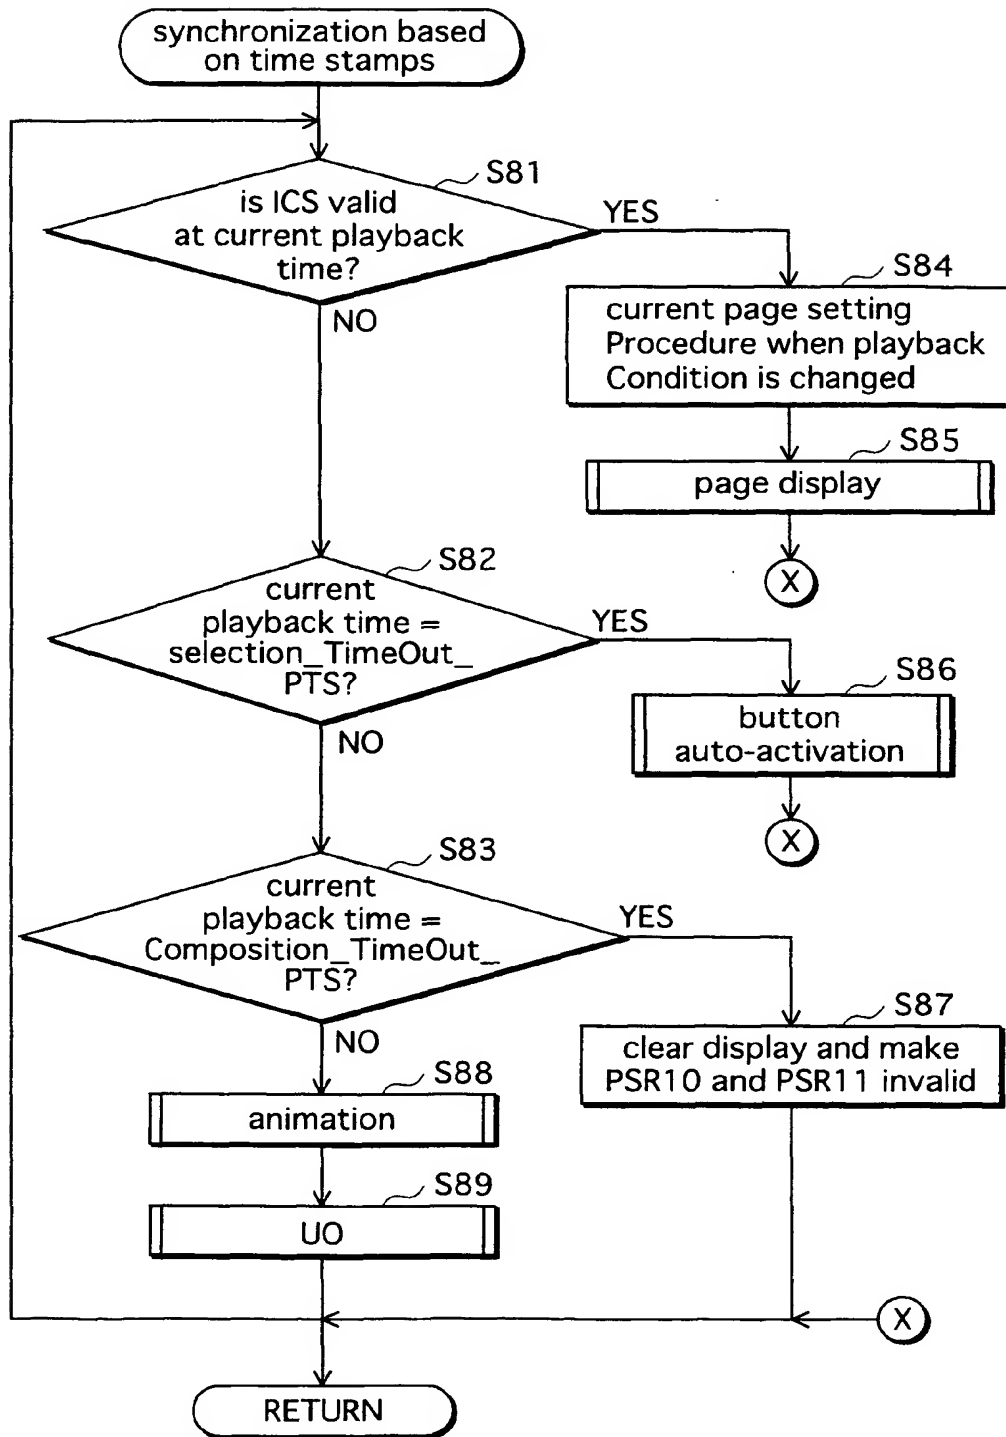 synchronization based
on time stamps
S81
is ICS valid
at current playback
time?
YES
NO
S84
current page setting
Procedure when playback
Condition is changed
S85
page display
X
S82
current
playback time =
selection_TimeOut_
PTS?
YES
NO
S86
button
auto-activation
X
S83
current
playback time =
Composition_TimeOut_
PTS?
YES
NO
S87
clear display and make
PSR10 and PSR11 invalid
S88
animation
S89
UO
X
RETURN